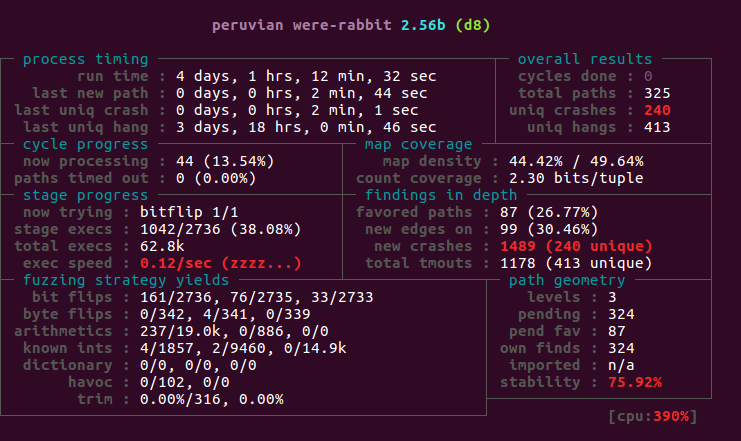 peruvian were-rabbit 2.56b (d8)
process timing overall results
run time : 4 days, 1 hrs, 12 min, 32 sec cycles done : 0
last new path : 0 days, 0 hrs, 2 min, 44 sec total paths : 325
last uniq crash : 0 days, 0 hrs, 2 min, 1 sec uniq crashes : 240
last uniq hang : 3 days, 18 hrs, 0 min, 46 sec uniq hangs : 413
cycle progress map coverage
now processing : 44 (13.54%) map density : 44.42% / 49.64%
paths timed out : 0 (0.00%) count coverage : 2.30 bits/tuple
stage progress findings in depth
now trying : bitflip 1/1 favored paths : 87 (26.77%)
stage execs : 1042/2736 (38.08%) new edges on : 99 (30.46%)
total execs : 62.8k new crashes : 1489 (240 unique)
exec speed : 0.12/sec (zzzz...) total tmouts : 1178 (413 unique)
fuzzing strategy yields path geometry
bit flips : 161/2736, 76/2735, 33/2733 levels : 3
byte flips : 0/342, 4/341, 0/339 pending : 324
arithmetics : 237/19.0k, 0/886, 0/0 pend fav : 87
known ints : 4/1857, 2/9460, 0/14.9k own finds : 324
dictionary : 0/0, 0/0, 0/0 imported : n/a
havoc : 0/102, 0/0 stability : 75.92%
trim : 0.00%/316, 0.00%
[cpu:390%]